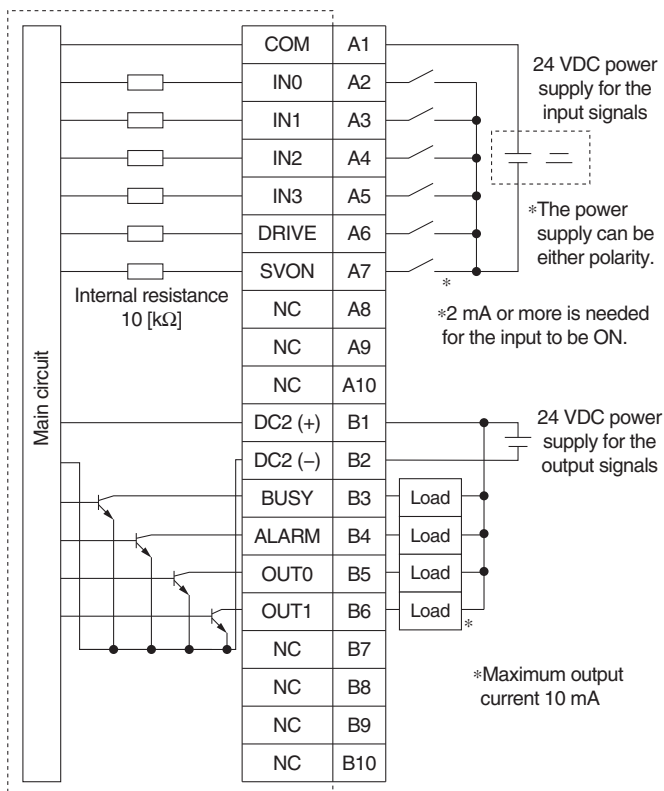 COM A1
IN0 A2
IN1 A3
IN2 A4
IN3 A5
DRIVE A6
SVON A7
NC A8
NC A9
NC A10
DC2 (+) B1
DC2 (−) B2
BUSY B3 Load
ALARM B4 Load
OUT0 B5 Load
OUT1 B6 Load *
NC B7
NC B8
NC B9
NC B10
Main circuit
Internal resistance
10 [kΩ]
24 VDC power
supply for the
input signals
*The power
supply can be
either polarity.
*
*2 mA or more is needed
for the input to be ON.
24 VDC power
supply for the
output signals
*Maximum output
current 10 mA